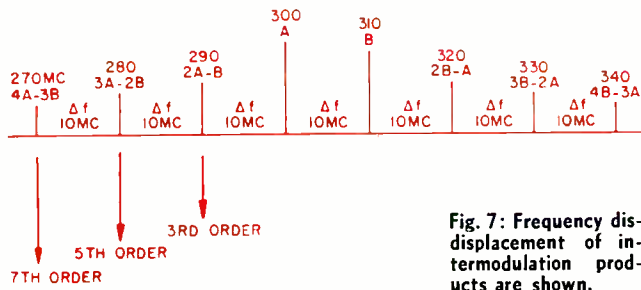 300
A
310
B
290
2A-B
280
3A-2B
270MC
4A-3B
320
2B-A
330
3B-2A
340
4B-3A
Δf
10MC
Δf
10MC
Δf
10MC
Δf
10MC
Δf
10MC
Δf
10MC
Δf
10MC
3RD ORDER
5TH ORDER
7TH ORDER
Fig. 7: Frequency dis-
displacement of in-
termodulation prod-
ucts are shown.